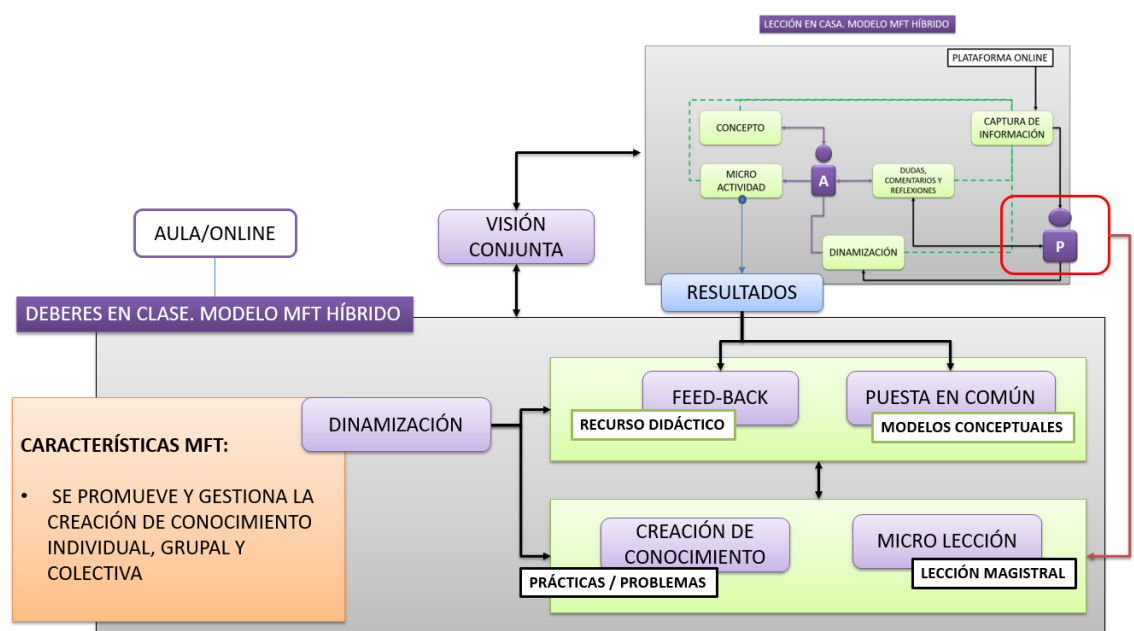 LECCIÓN EN CASA. MODELO MFT HÍBRIDO
PLATAFORMA ONLINE
CONCEPTO
CAPTURA DE
INFORMACIÓN
MICRO
ACTIVIDAD
A
DUDAS,
COMENTARIOS Y
REFLEXIONES
P
DINAMIZACIÓN
VISIÓN
CONJUNTA
AULA/ONLINE
RESULTADOS
DEBERES EN CLASE. MODELO MFT HÍBRIDO
FEED-BACK
RECURSO DIDÁCTICO
PUESTA EN COMÚN
MODELOS CONCEPTUALES
DINAMIZACIÓN
CARACTERÍSTICAS MFT:
• SE PROMUEVE Y GESTIONA LA
CREACIÓN DE CONOCIMIENTO
INDIVIDUAL, GRUPAL Y
COLECTIVA
CREACIÓN DE
CONOCIMIENTO
PRÁCTICAS / PROBLEMAS
MICRO LECCIÓN
LECCIÓN MAGISTRAL